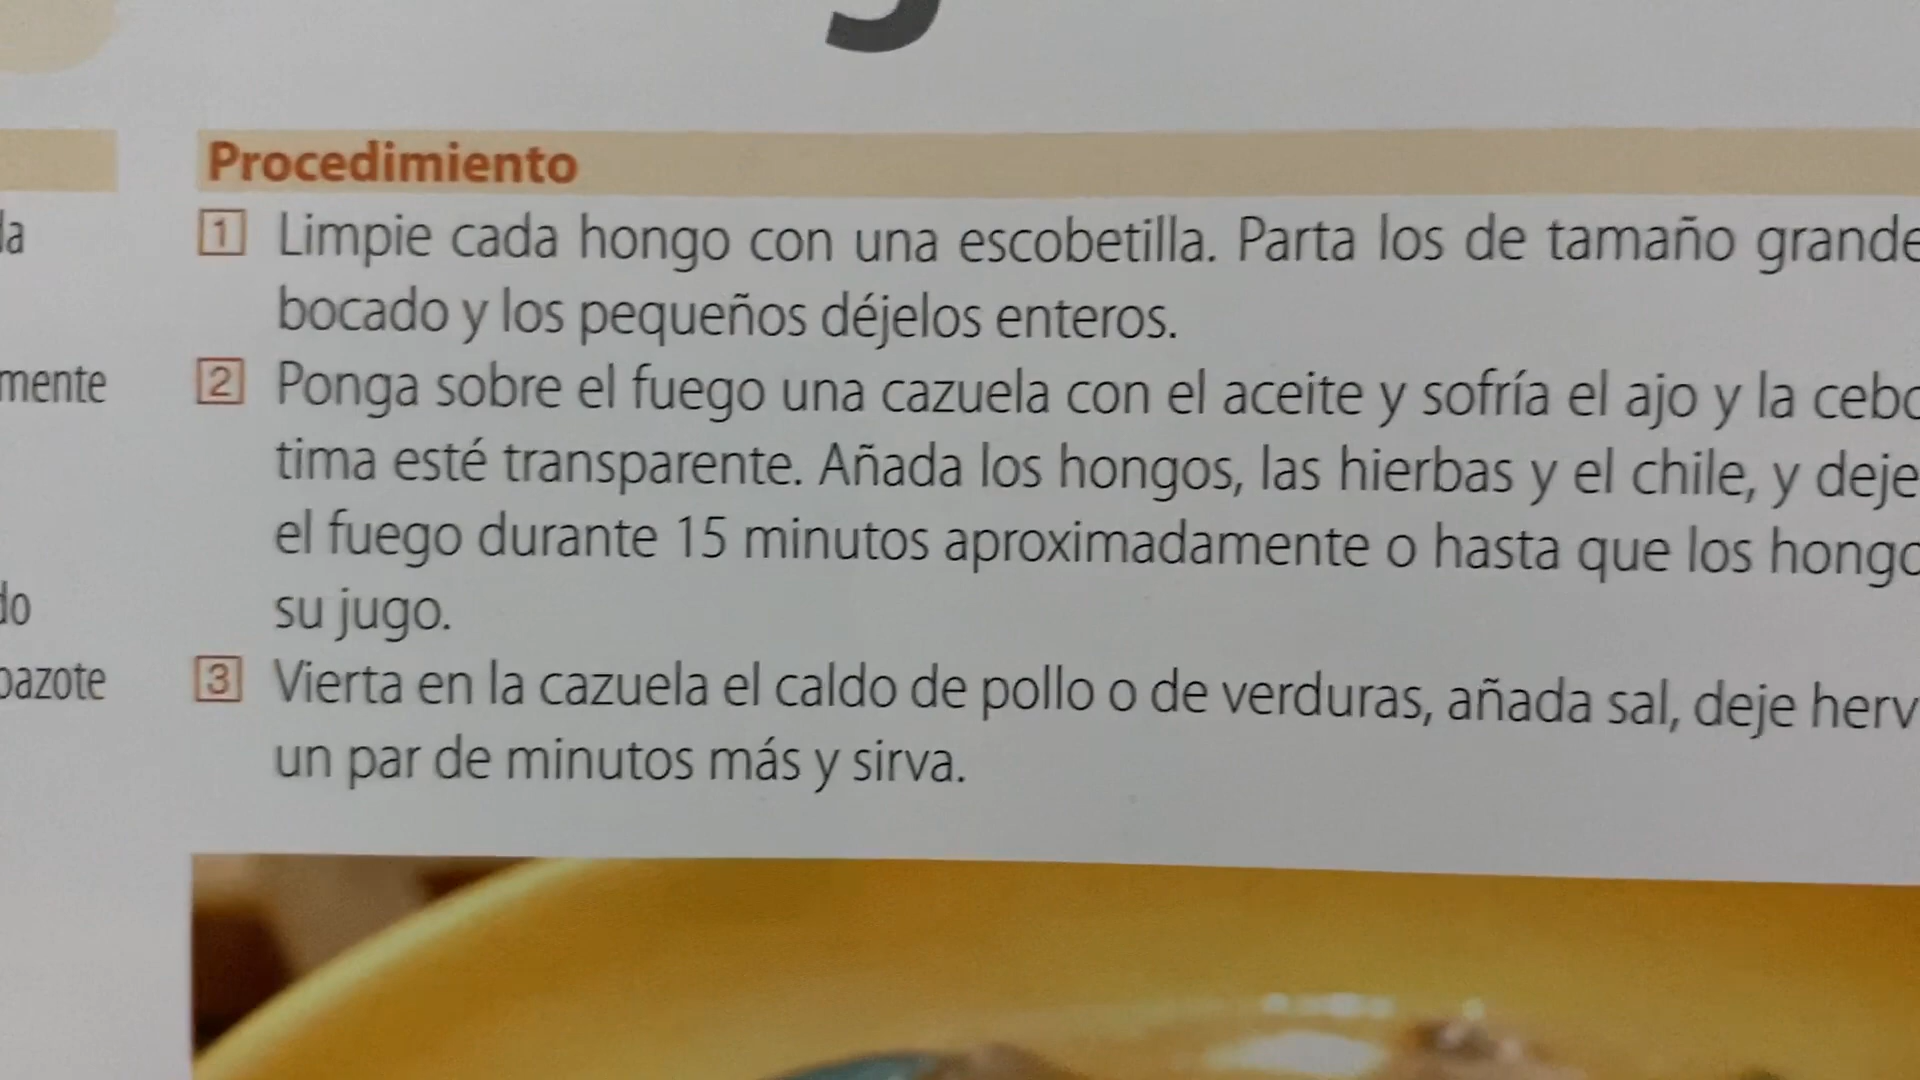 Procedimiento
1 Limpie cada hongo con una escobetilla. Parta los de tamaño
bocado y los pequeños déjelos enteros.
mente
2 Ponga sobre el fuego una cazuela con el aceite y sofría el ajo y la
tima esté transparente. Añada los hongos, las hierbas y el chile, y deje
el fuego durante 15 minutos aproximadamente o hasta que los
su jugo.
3 Vierta en la cazuela el caldo de pollo o de verduras, añada sal, deje
un par de minutos más y sirva.